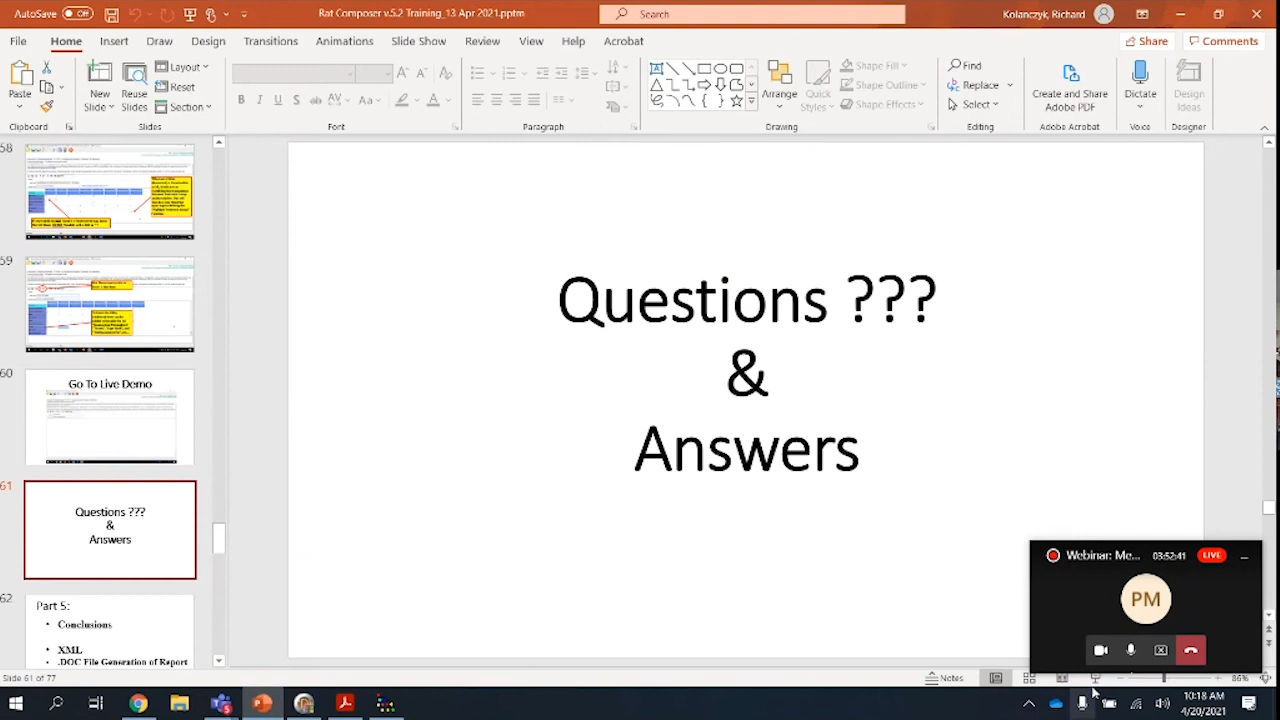 AutoSave Off
Rat Composer v.5.2 Training_13 Apr 2021.pptm
Search
Kolanczyk, Richard
File Home Insert Draw Design Transitions Animations Slide Show Review View Help Acrobat
Share Comments
Paste
New Slide
Reuse Slides
Layout
Reset
Section
Arrange
Quick Styles
Shape Fill
Shape Outline
Shape Effects
Find
Replace
Select
Create and Share Adobe PDF
Dictate
Design Ideas
Clipboard Slides Font Paragraph Drawing Editing Adobe Acrobat Voice Designer
58
59
60
Go To Live Demo
61
Questions ???
&
Answers
62
Part 5:
• Conclusions
• XML
.DOC File Generation of Report
Questions ???
&
Answers
Webinar: Me... 03:52:41 LIVE
PM
Slide 61 of 77
Notes
86%
10:18 AM
4/20/2021